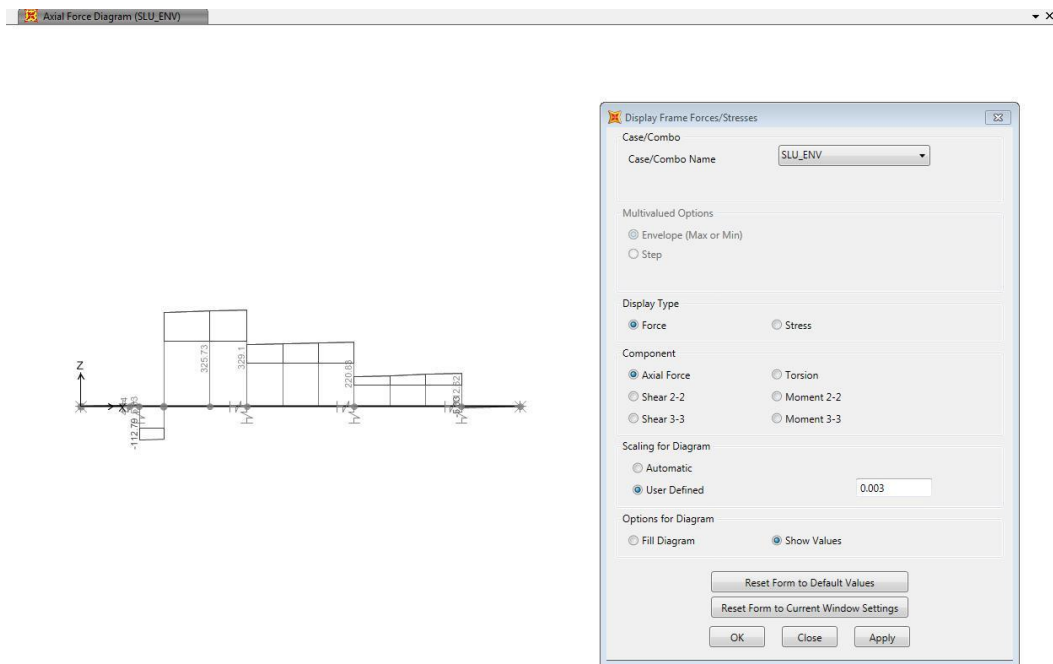 Axial Force Diagram (SLU_ENV)
Display Frame Forces/Stresses
Case/Combo
Case/Combo Name
SLU_ENV
Multivalued Options
Envelope (Max or Min)
Step
Display Type
Force
Stress
Component
Axial Force
Torsion
Shear 2-2
Moment 2-2
Shear 3-3
Moment 3-3
Scaling for Diagram
Automatic
User Defined
0.003
Options for Diagram
Fill Diagram
Show Values
Reset Form to Default Values
Reset Form to Current Window Settings
OK
Close
Apply
Z
X
-112.79
325.73
329.1
220.83